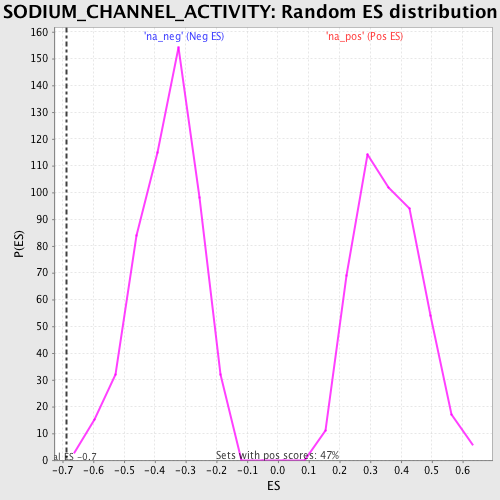 SODIUM_CHANNEL_ACTIVITY: Random ES distribution
'na_neg' (Neg ES) 'na_pos' (Pos ES)
160
150
140
130
120
110
100
90
80
70
60
50
40
30
20
10
0
P(ES)
ES -0.7
Sets with pos scores: 47%
-0.7 -0.6 -0.5 -0.4 -0.3 -0.2 -0.1 0.0 0.1 0.2 0.3 0.4 0.5 0.6
ES